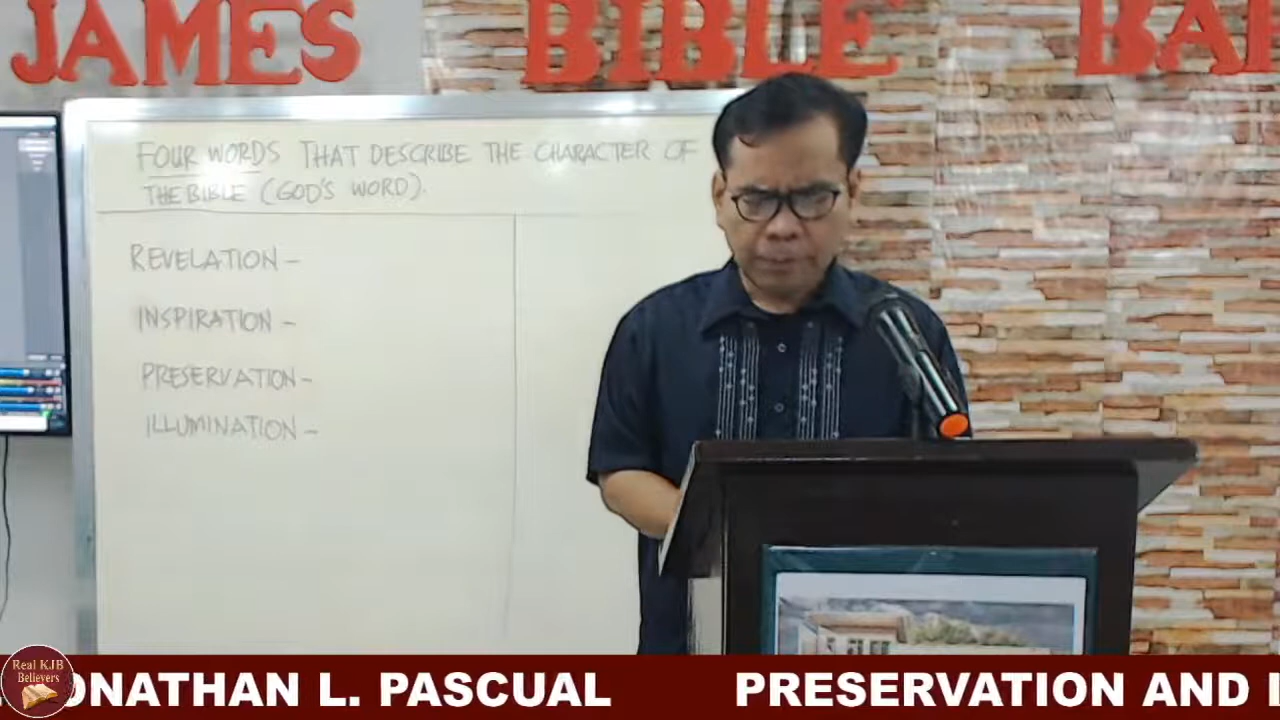 JAMES BIBLE BA
FOUR WORDS THAT DESCRIBE THE CHARACTER OF
THE BIBLE (GOD'S WORD).
REVELATION -
INSPIRATION -
PRESERVATION -
ILLUMINATION -
Real KJB
Believers
ONATHAN L. PASCUAL PRESERVATION AND